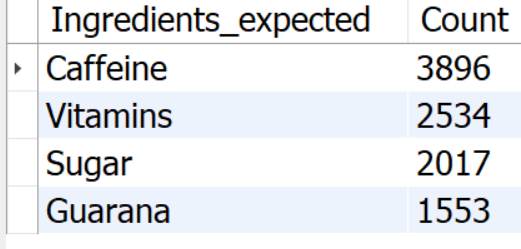 Ingredients_expected Count
Caffeine 3896
Vitamins 2534
Sugar 2017
Guarana 1553